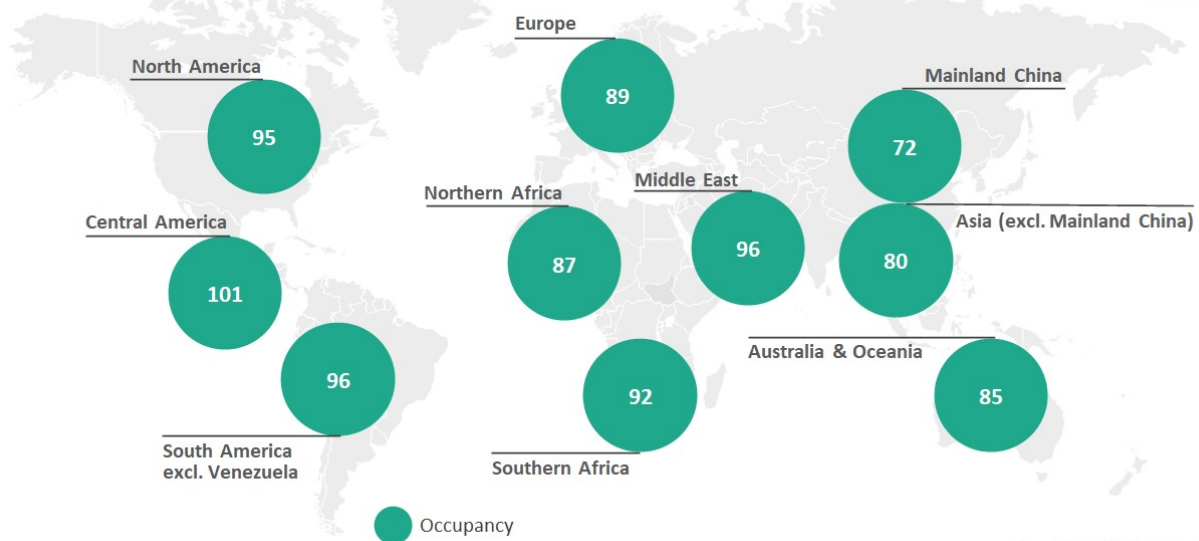 Europe
89
North America
95
Mainland China
72
Northern Africa
87
Middle East
96
Asia (excl. Mainland China)
80
Central America
101
96
South America
excl. Venezuela
92
Southern Africa
Australia & Oceania
85
Occupancy